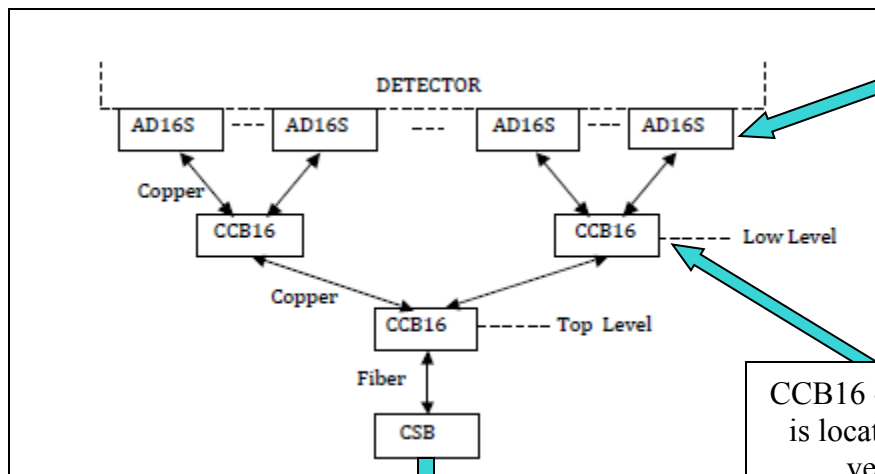 DETECTOR
AD16S AD16S AD16S AD16S
Copper
CCB16 CCB16 Low Level
Copper
CCB16 Top Level
Fiber
CSB
CCB16
is locat
ve